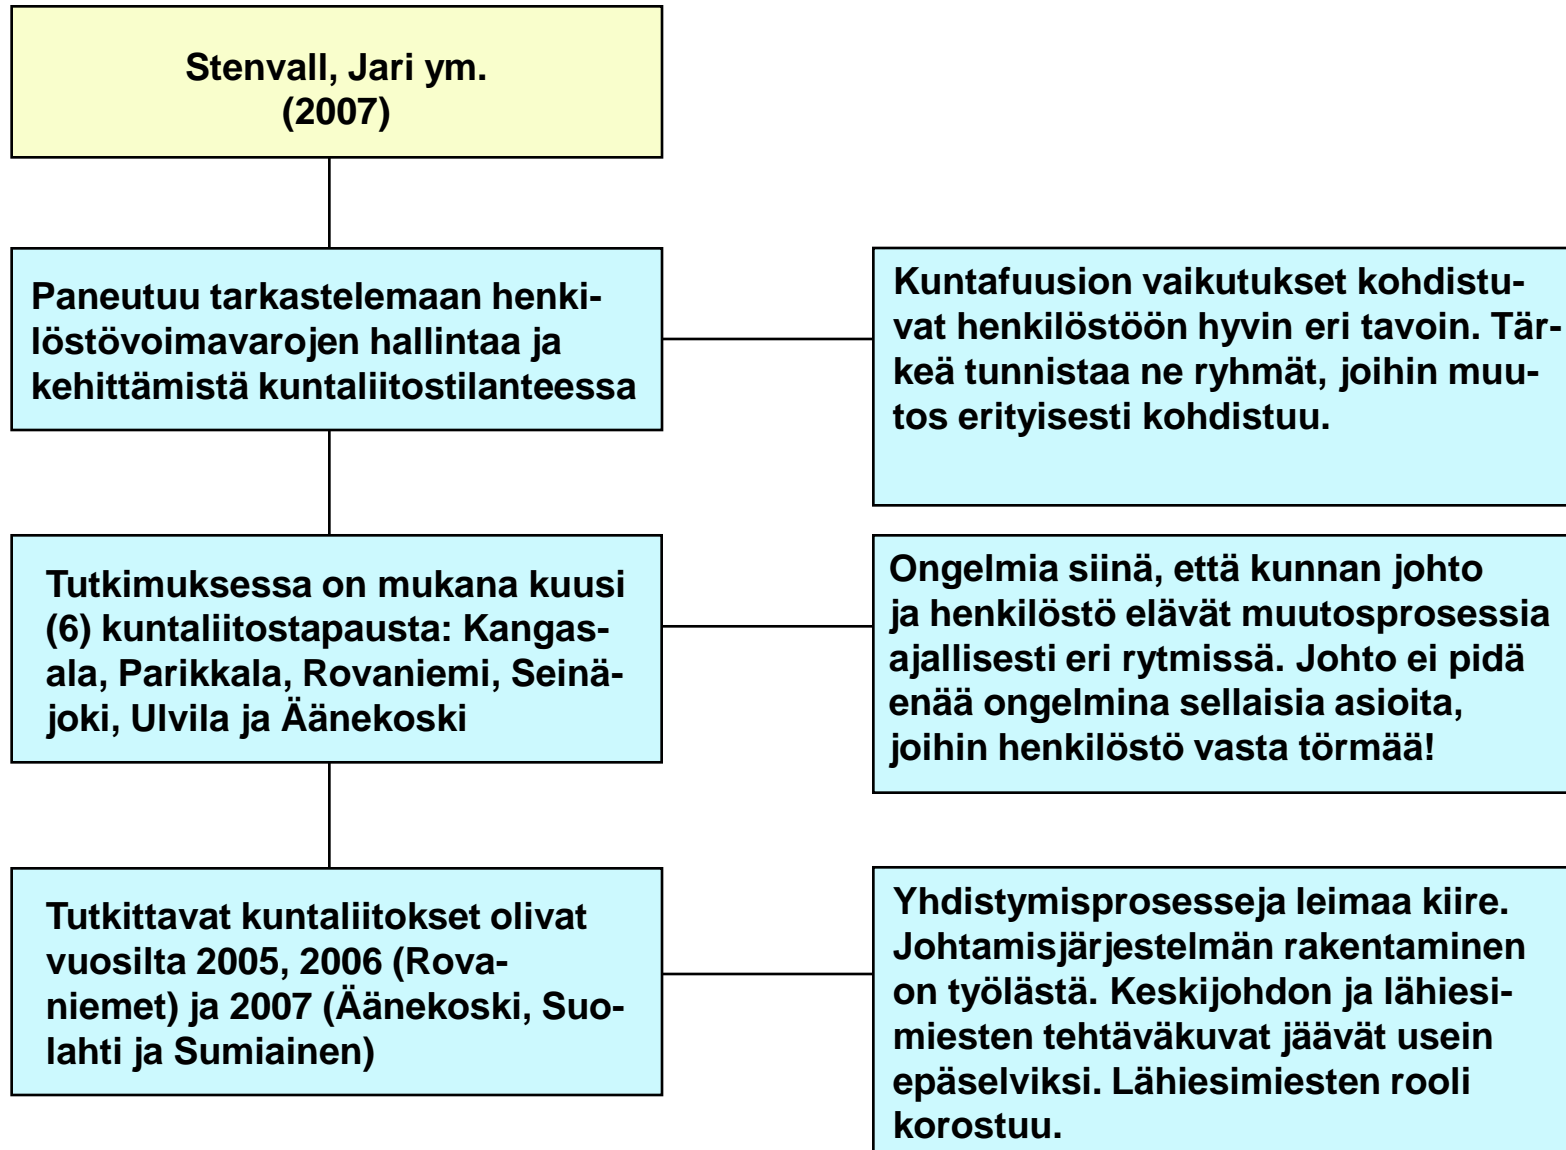 Stenvall, Jari ym.
(2007)
Paneutuu tarkastelemaan henki-
löstövoimavarojen hallintaa ja
kehittämistä kuntaliitostilanteessa
Kuntafuusion vaikutukset kohdistu-
vat henkilöstöön hyvin eri tavoin. Tär-
keä tunnistaa ne ryhmät, joihin muu-
tos erityisesti kohdistuu.
Tutkimuksessa on mukana kuusi
(6) kuntaliitostapausta: Kangas-
ala, Parikkala, Rovaniemi, Seinä-
joki, Ulvila ja Äänekoski
Ongelmia siinä, että kunnan johto
ja henkilöstö elävät muutosprosessia
ajallisesti eri rytmissä. Johto ei pidä
enää ongelmina sellaisia asioita,
joihin henkilöstö vasta törmää!
Tutkittavat kuntaliitokset olivat
vuosilta 2005, 2006 (Rova-
niemet) ja 2007 (Äänekoski, Suo-
lahti ja Sumiainen)
Yhdistymisprosesseja leimaa kiire.
Johtamisjärjestelmän rakentaminen
on työlästä. Keskijohdon ja lähiesi-
miesten tehtäväkuvat jäävät usein
epäselviksi. Lähiesimiesten rooli
korostuu.